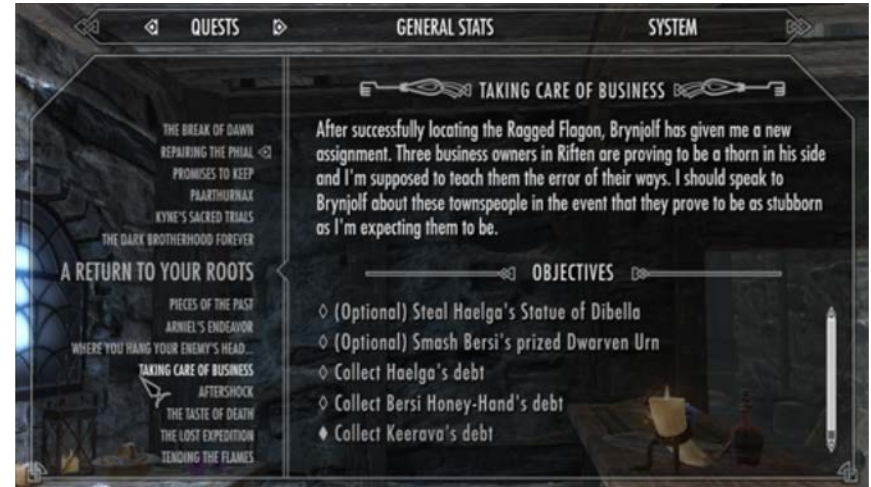 QUESTS GENERAL STATS SYSTEM
THE BREAK OF DAWN
REPAIRING THE PHIAL
PROMISES TO KEEP
PAARTHURNAX
KYNE'S SACRED TRIALS
THE DARK BROTHERHOOD FOREVER
A RETURN TO YOUR ROOTS
PIECES OF THE PAST
ARNIEL'S ENDEAVOR
WHERE YOU HANG YOUR ENEMY'S HEAD...
TAKING CARE OF BUSINESS
AFTERSHOCK
THE TASTE OF DEATH
THE LOST EXPEDITION
TENDING THE FLAMES
TAKING CARE OF BUSINESS
After successfully locating the Ragged Flagon, Brynjolf has given me a new
assignment. Three business owners in Riften are proving to be a thorn in his side
and I'm supposed to teach them the error of their ways. I should speak to
Brynjolf about these townspeople in the event that they prove to be as stubborn
as I'm expecting them to be.
OBJECTIVES
(Optional) Steal Haelga's Statue of Dibella
(Optional) Smash Bersi's prized Dwarven Urn
Collect Haelga's debt
Collect Bersi Honey-Hand's debt
Collect Keerava's debt